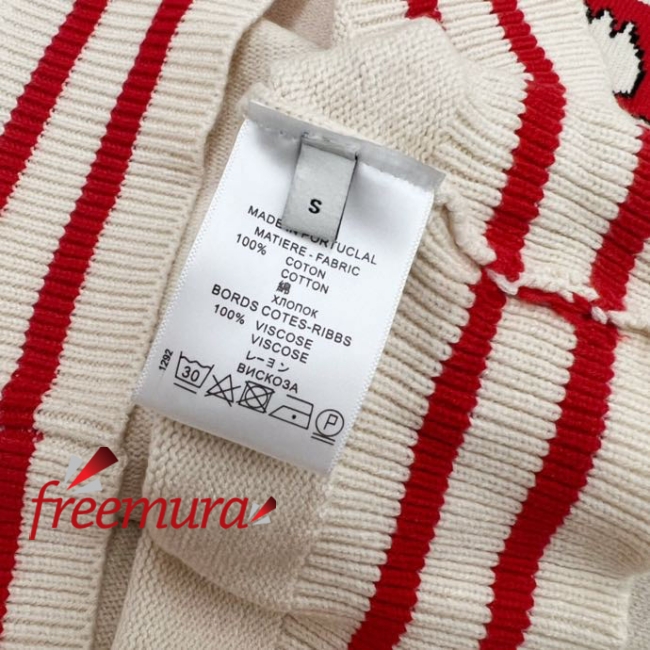 S
MADE IN PORTUCLAL
MATIERE - FABRIC
100% COTON
COTTON
綿
ХЛОПОК
BORDS COTES-RIBBS
100% VISCOSE
VISCOSE
レーヨン
ВИСКОЗА
1292
30
P
freemura